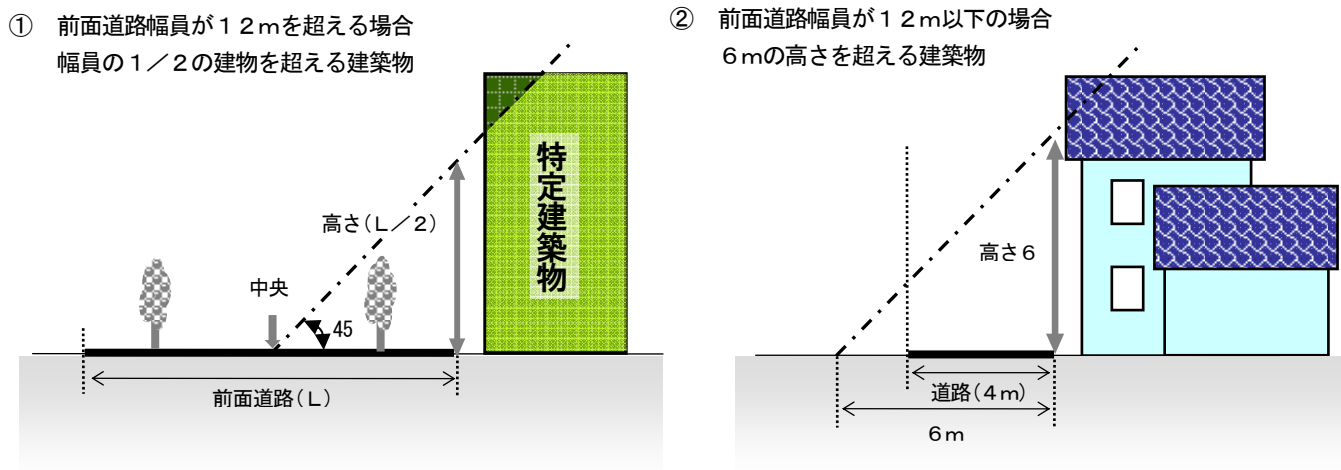 ① 前面道路幅員が１２ｍを超える場合
幅員の１／２の建物を超える建築物
高さ(Ｌ／２)
特定建築物
中央
45
前面道路(Ｌ)
② 前面道路幅員が１２ｍ以下の場合
６ｍの高さを超える建築物
高さ６
道路(４ｍ)
６ｍ